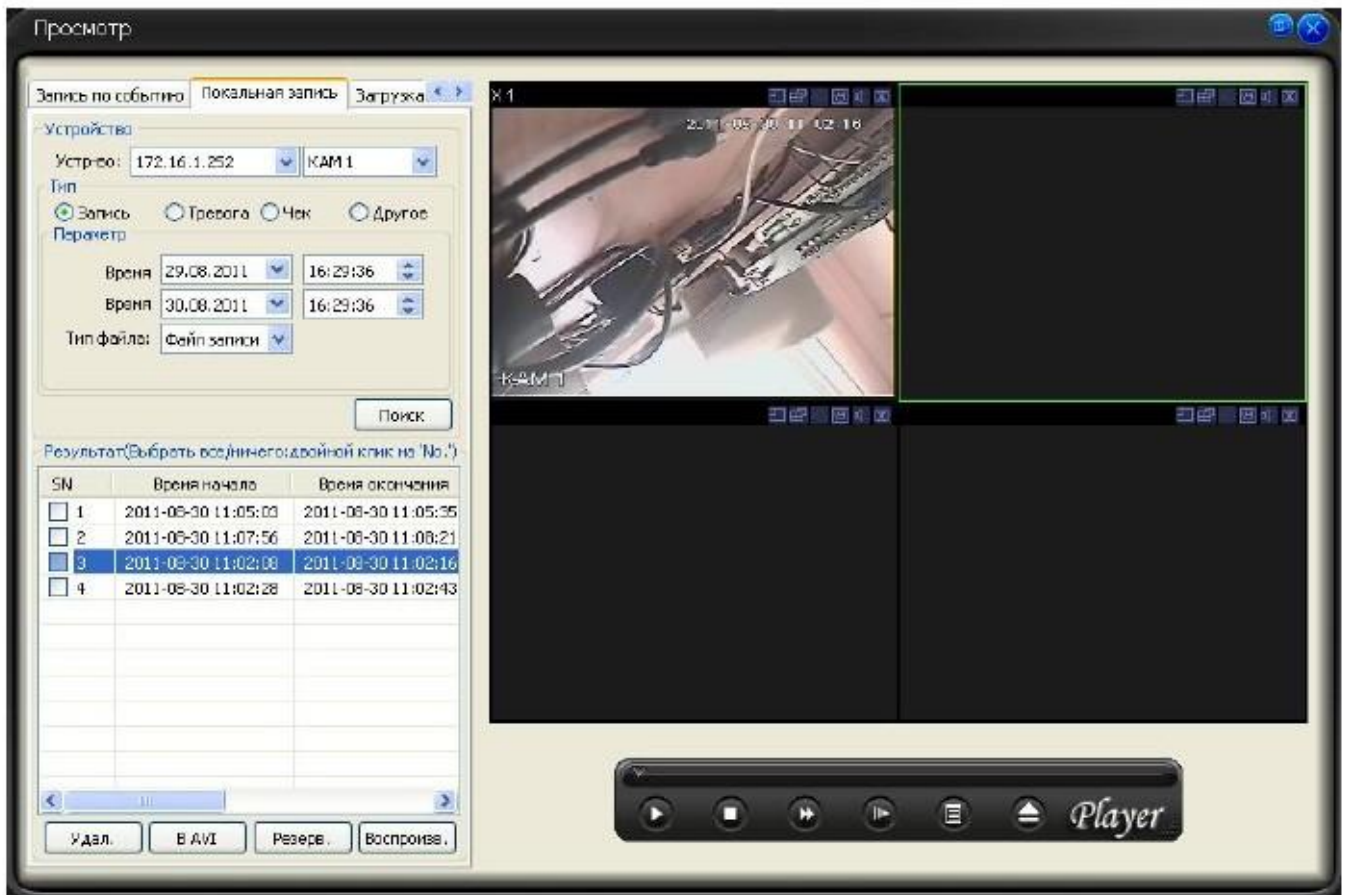 Просмотр
Запись по событию
Локальная запись
Загрузка
Устройство
Устр-во: 172.16.1.252 КАМ 1
Тип
Запись Тревога Чек Другое
Параметр
Время 29.08.2011 16:29:36
Время 30.08.2011 16:29:36
Тип файла: Файл записи
Поиск
Результат(Выбрать все/ничего:двойной клик на 'No.')
SN Время начала Время окончания
1 2011-08-30 11:05:03 2011-08-30 11:05:35
2 2011-08-30 11:07:56 2011-08-30 11:08:21
3 2011-08-30 11:02:08 2011-08-30 11:02:16
4 2011-08-30 11:02:28 2011-08-30 11:02:43
Удал. В AVI Резерв. Воспроизв.
X 1
2011-08-30 11:02:16
КАМ 1
Player